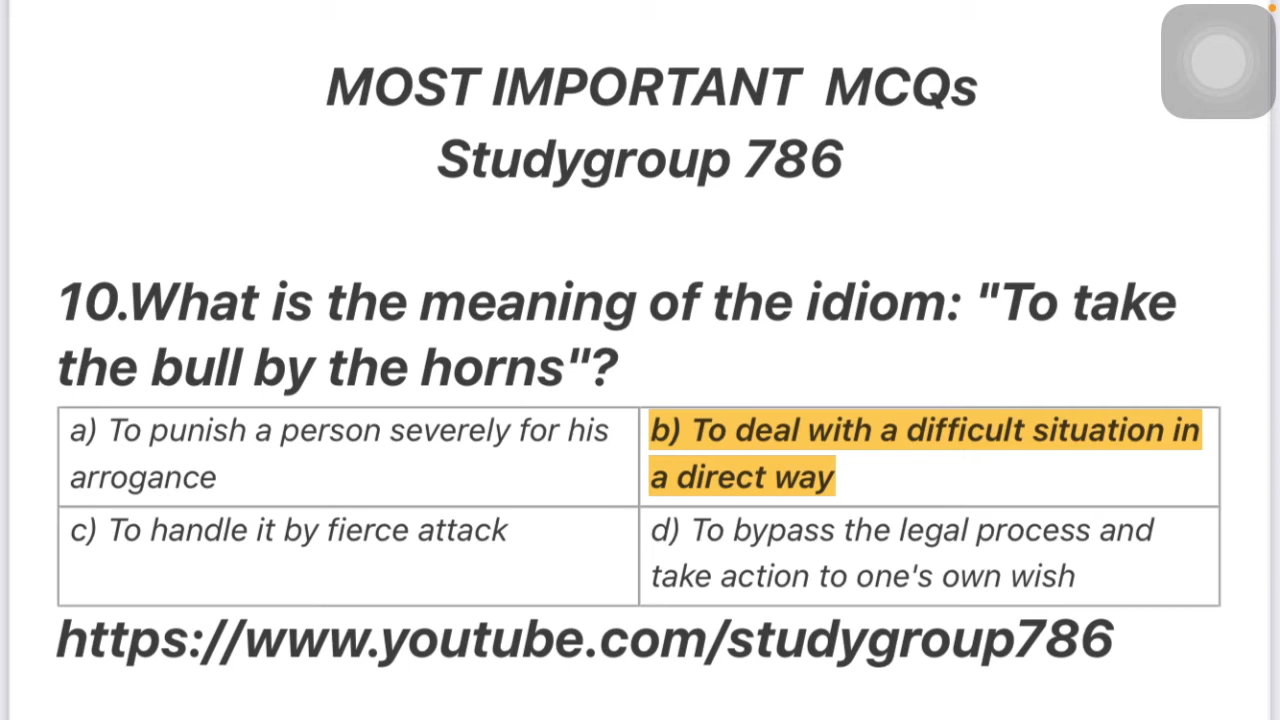 MOST IMPORTANT MCQs
Studygroup 786
10.What is the meaning of the idiom: "To take
the bull by the horns"?
a) To punish a person severely for his
arrogance
b) To deal with a difficult situation in
a direct way
c) To handle it by fierce attack
d) To bypass the legal process and
take action to one's own wish
https://www.youtube.com/studygroup786